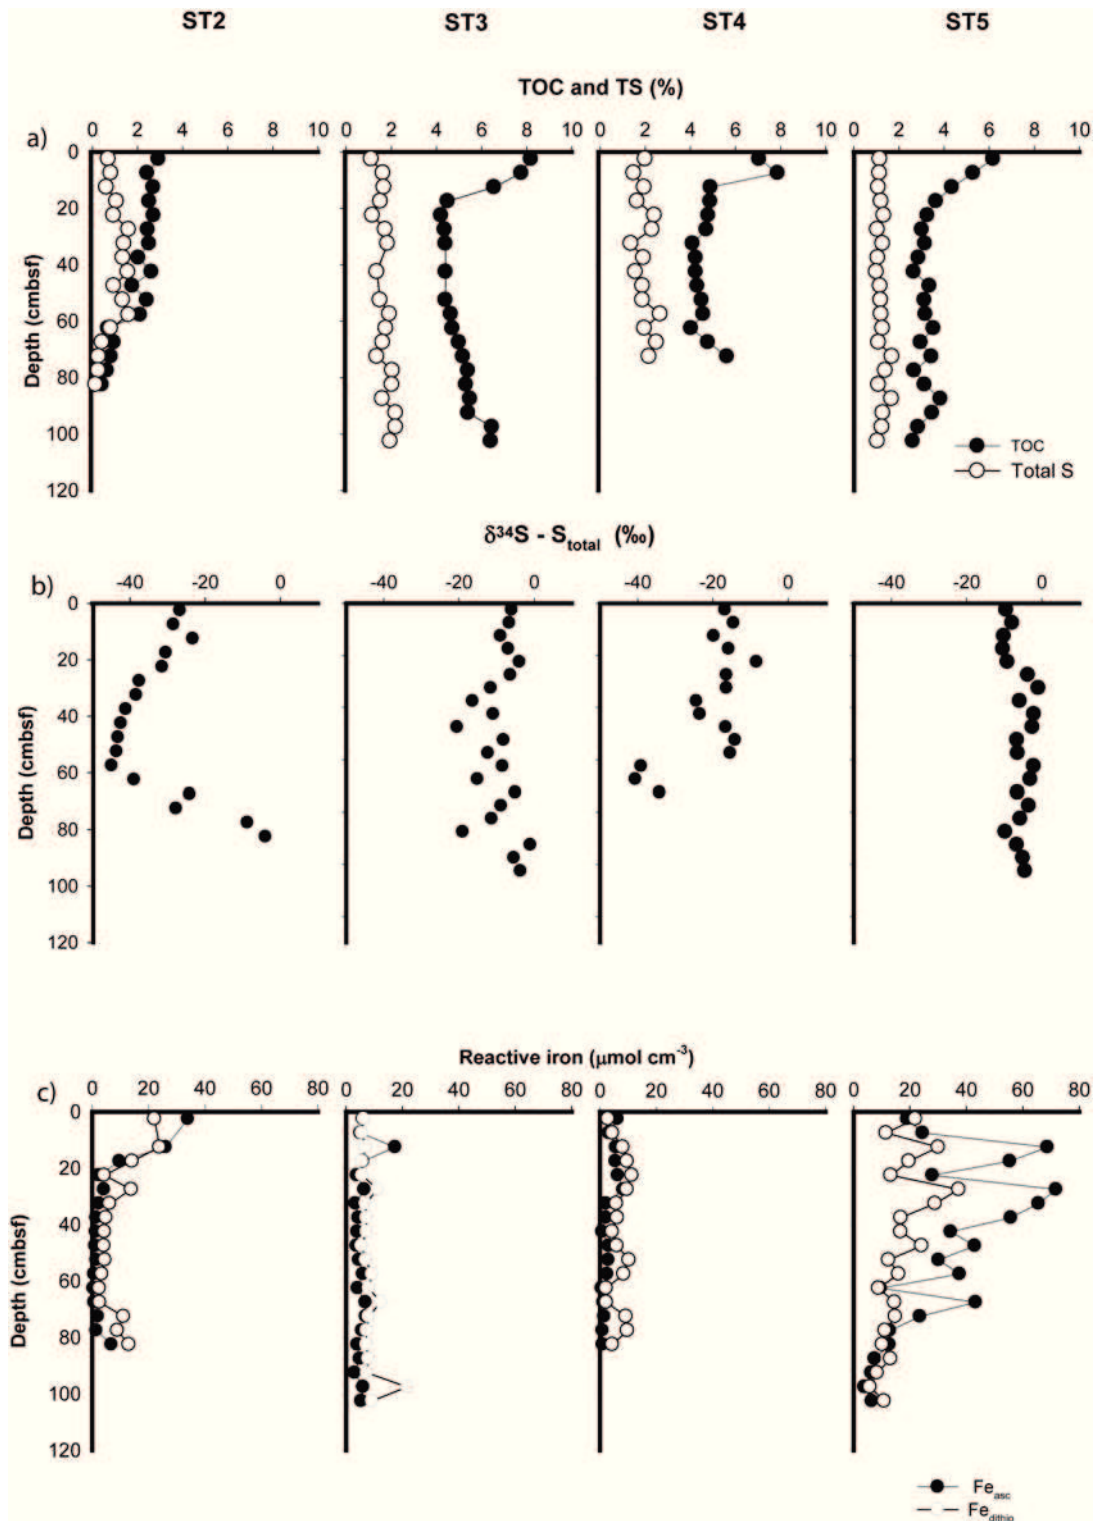 ST2 ST3 ST4 ST5
TOC and TS (%)
a)
0 2 4 6 8 10 0 2 4 6 8 10 0 2 4 6 8 10 0 2 4 6 8 10
0
20
40
60
80
100
120
Depth (cmbsf)
TOC
Total S
δ³⁴S - S_total (‰)
b)
-40 -20 0 -40 -20 0 -40 -20 0 -40 -20 0
0
20
40
60
80
100
120
Depth (cmbsf)
Reactive iron (μmol cm⁻³)
c)
0 20 40 60 80 0 20 40 60 80 0 20 40 60 80 0 20 40 60 80
0
20
40
60
80
100
120
Depth (cmbsf)
Fe_asc
Fe_dithio